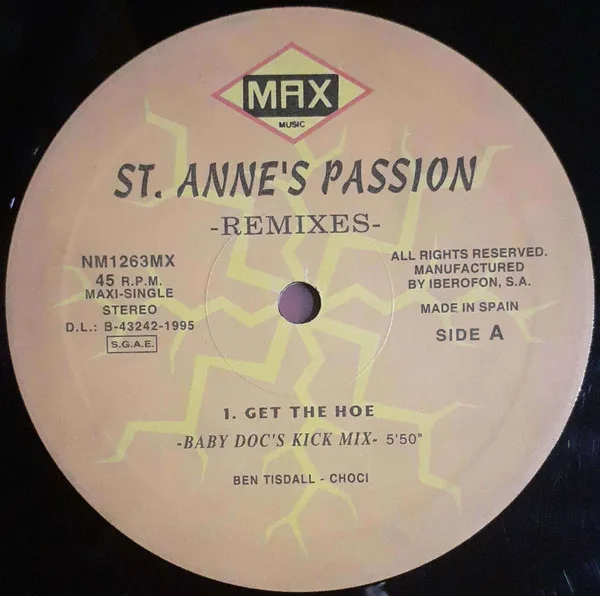 MAX
MUSIC
ST. ANNE'S PASSION
-REMIXES-
NM1263MX
45 R.P.M.
MAXI-SINGLE
STEREO
D.L.: B-43242-1995
S.G.A.E.
ALL RIGHTS RESERVED.
MANUFACTURED
BY IBEROFON, S.A.
MADE IN SPAIN
SIDE A
1. GET THE HOE
-BABY DOC'S KICK MIX- 5'50"
BEN TISDALL - CHOCI